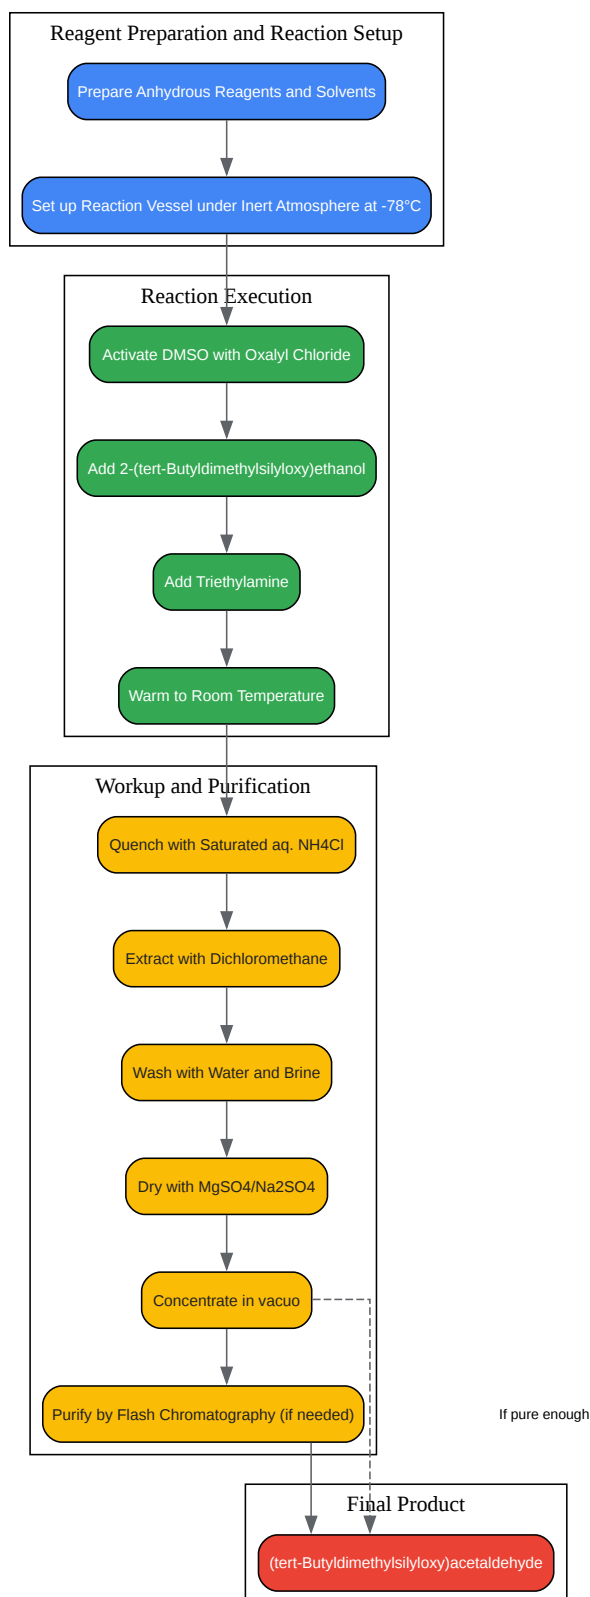 Reagent Preparation and Reaction Setup
Prepare Anhydrous Reagents and Solvents
Set up Reaction Vessel under Inert Atmosphere at -78°C
Reaction Execution
Activate DMSO with Oxalyl Chloride
Add 2-(tert-Butyldimethylsilyloxy)ethanol
Add Triethylamine
Warm to Room Temperature
Workup and Purification
Quench with Saturated aq. NH4Cl
Extract with Dichloromethane
Wash with Water and Brine
Dry with MgSO4/Na2SO4
Concentrate in vacuo
Purify by Flash Chromatography (if needed)
If pure enough
Final Product
(tert-Butyldimethylsilyloxy)acetaldehyde